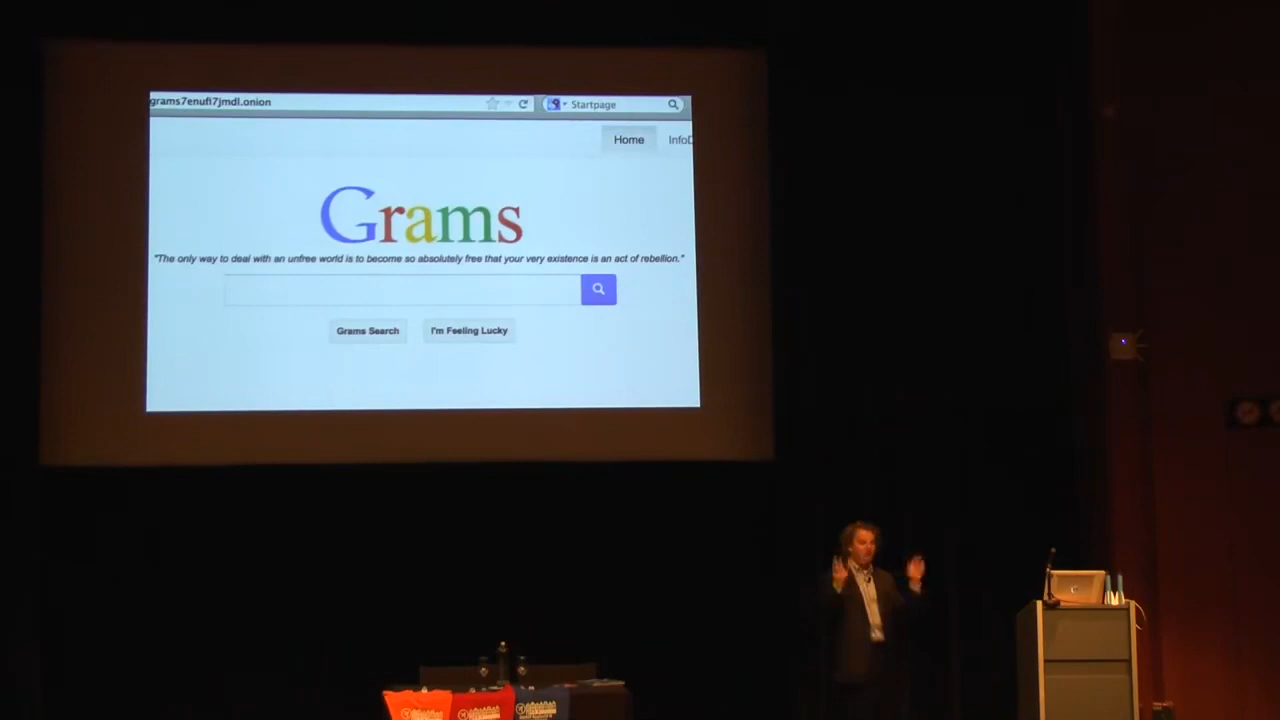 grams7enufi7jmdl.onion
Startpage
Home
Grams
"The only way to deal with an unfree world is to become so absolutely free that your very existence is an act of rebellion."
Grams Search
I'm Feeling Lucky